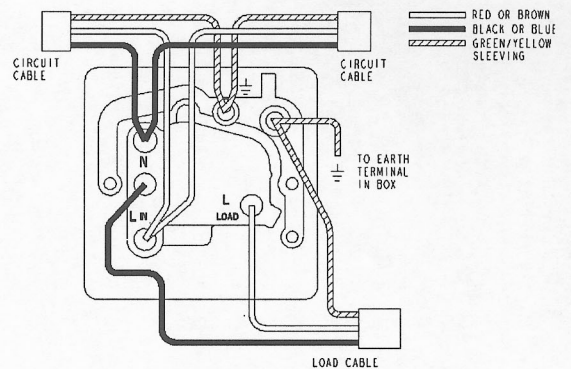 RED OR BROWN
BLACK OR BLUE
GREEN/YELLOW
SLEEVING
CIRCUIT
CABLE
CIRCUIT
CABLE
N
TO EARTH
TERMINAL
IN BOX
L IN
L
LOAD
LOAD CABLE